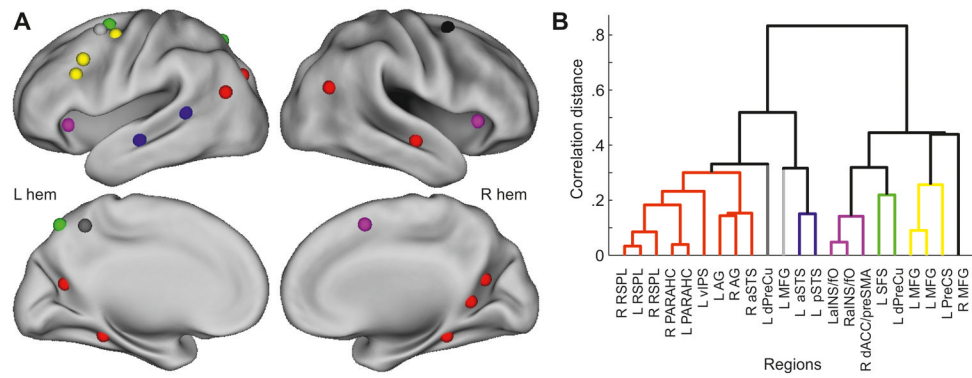 A
L hem
R hem
B
Correlation distance
.8
.6
.4
.2
0
R RSPL
L RSPL
R RSPL
R PARAHC
L PARAHC
L vIPS
L AG
R AG
R aSTS
L dPreCu
L MFG
L aSTS
L pSTS
LaINS/fO
RaINS/fO
R dACC/preSMA
L SFS
L dPreCu
L MFG
L MFG
L PreCS
R MFG
Regions